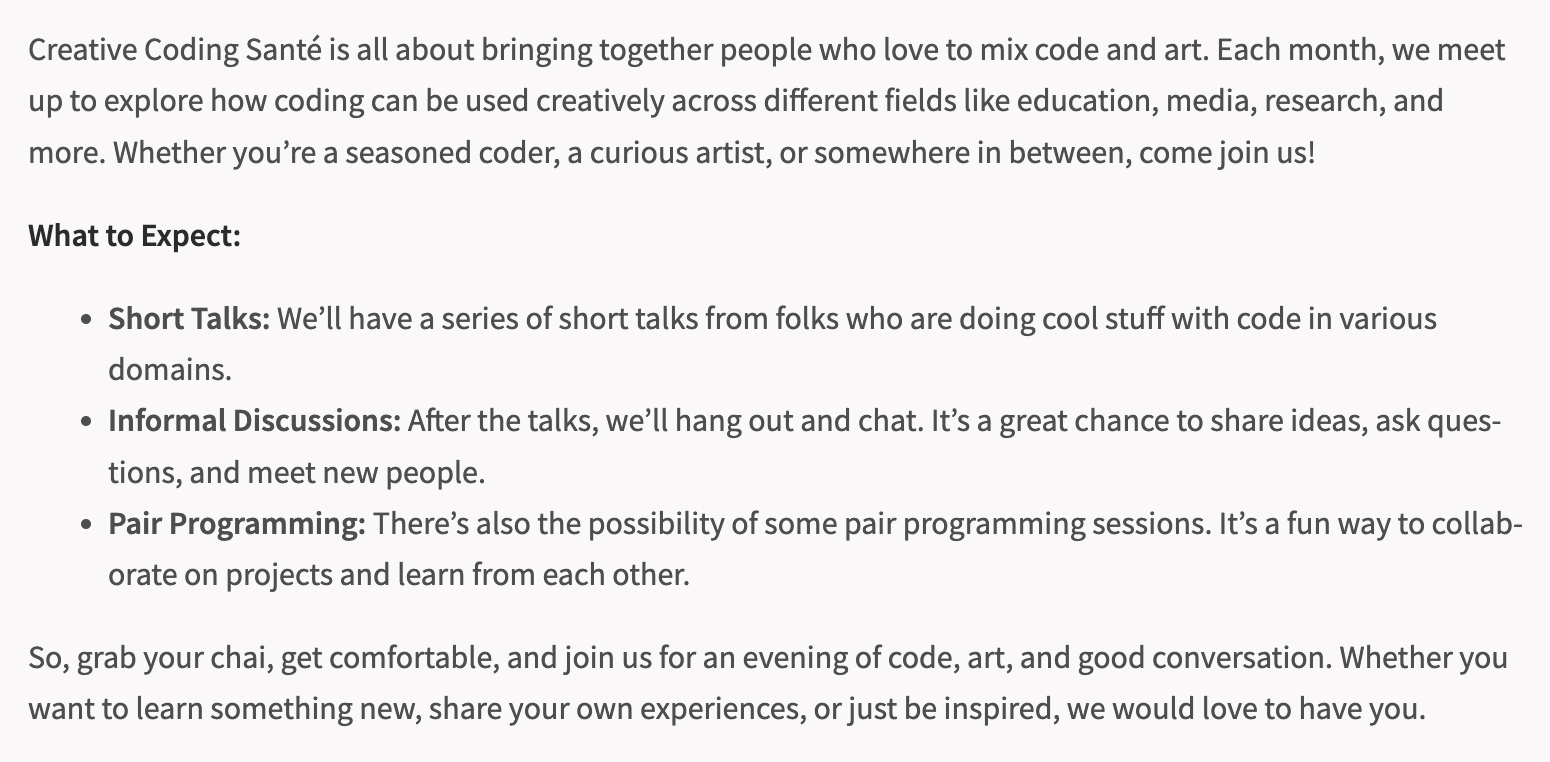 Creative Coding Santé is all about bringing together people who love to mix code and art. Each month, we meet
up to explore how coding can be used creatively across different fields like education, media, research, and
more. Whether you’re a seasoned coder, a curious artist, or somewhere in between, come join us!
What to Expect:
• Short Talks: We’ll have a series of short talks from folks who are doing cool stuff with code in various
domains.
• Informal Discussions: After the talks, we’ll hang out and chat. It’s a great chance to share ideas, ask ques-
tions, and meet new people.
• Pair Programming: There’s also the possibility of some pair programming sessions. It’s a fun way to collab-
orate on projects and learn from each other.
So, grab your chai, get comfortable, and join us for an evening of code, art, and good conversation. Whether you
want to learn something new, share your own experiences, or just be inspired, we would love to have you.